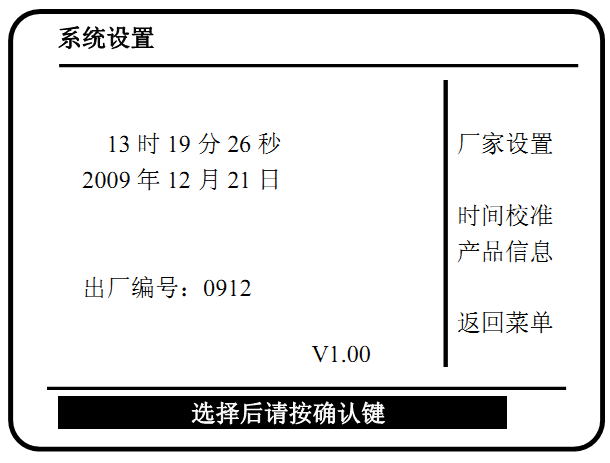 系统设置
13 时 19 分 26 秒
厂家设置
2009 年 12 月 21 日
时间校准
产品信息
出厂编号：0912
返回菜单
V1.00
选择后请按确认键